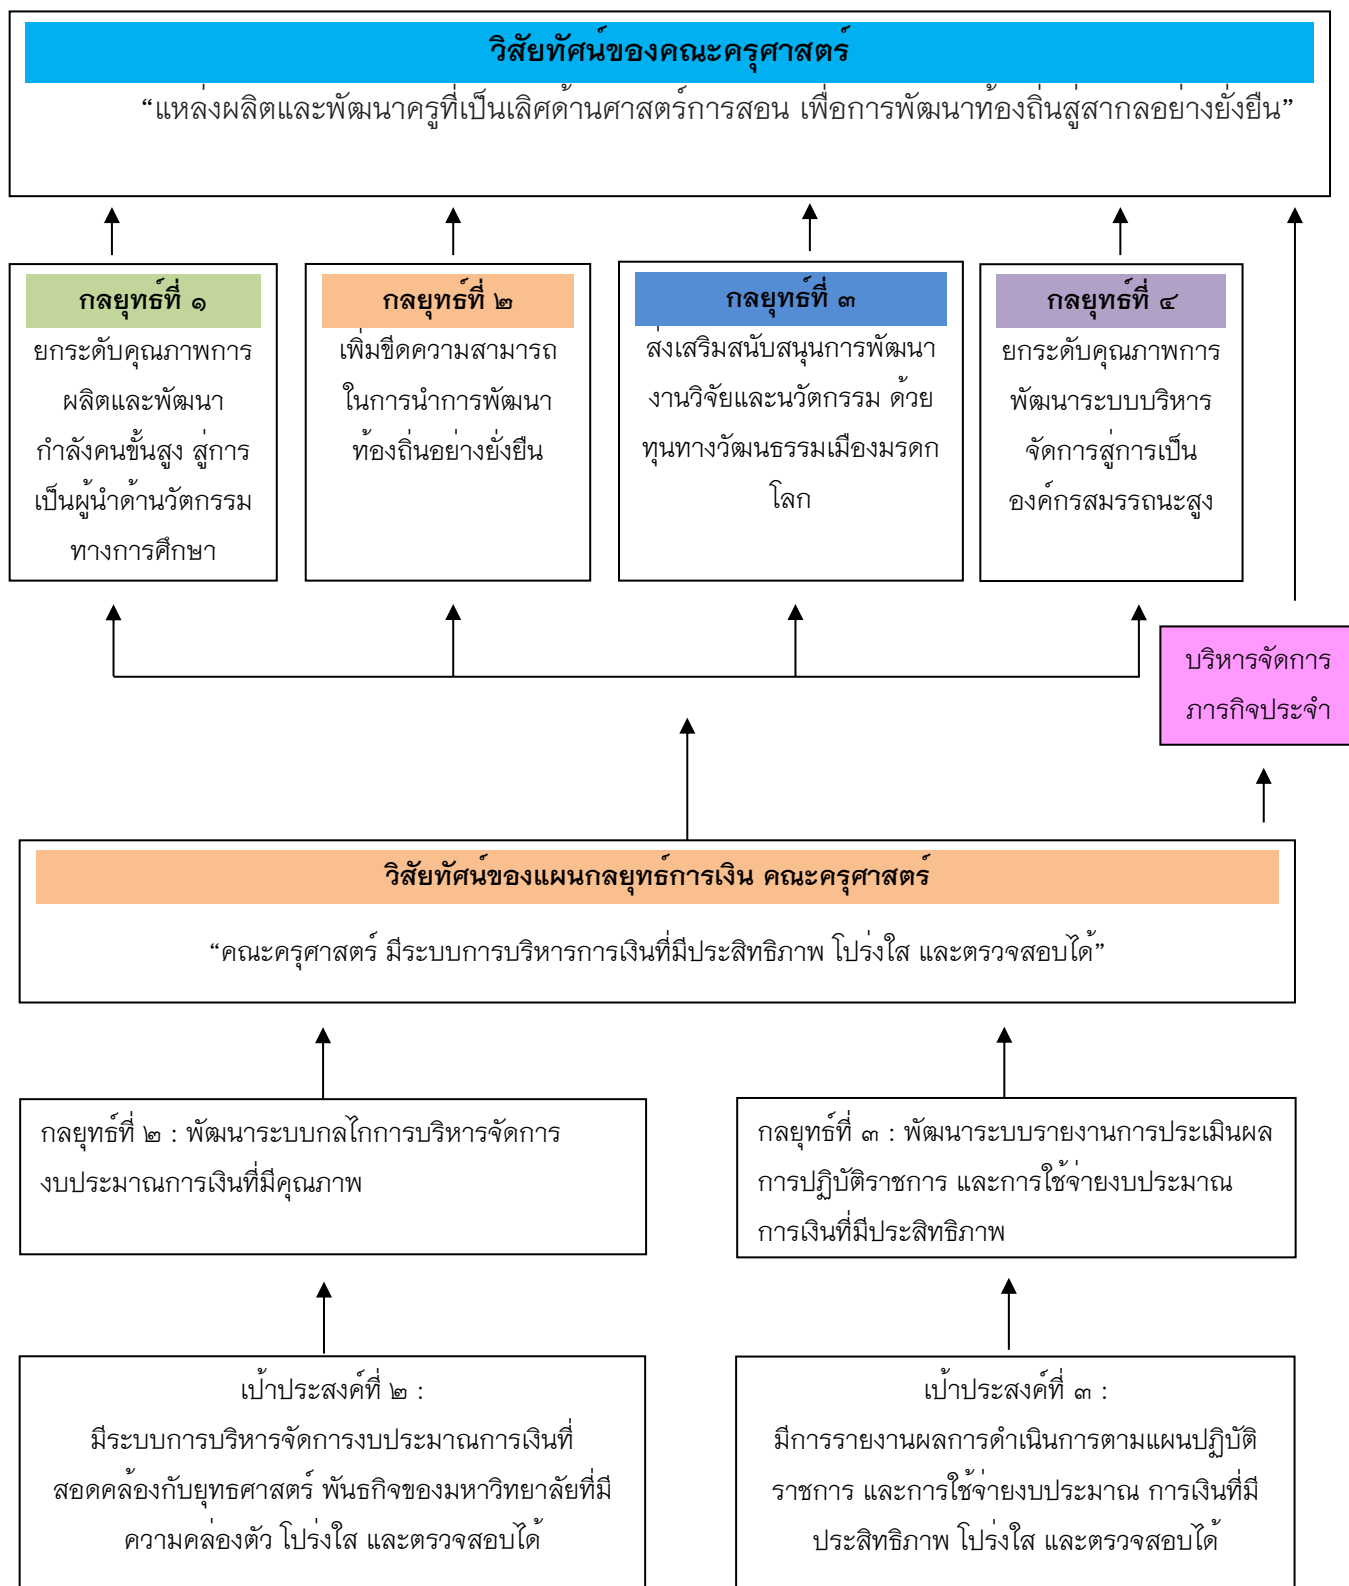 วิสัยทัศน์ของคณะครุศาสตร์
“แหล่งผลิตและพัฒนาครูที่เป็นเลิศด้านศาสตร์การสอน เพื่อการพัฒนาท้องถิ่นสู่สากลอย่างยั่งยืน”
กลยุทธ์ที่ ๑
ยกระดับคุณภาพการ
ผลิตและพัฒนา
กำลังคนขั้นสูง สู่การ
เป็นผู้นำด้านวัตกรรม
ทางการศึกษา
กลยุทธ์ที่ ๒
เพิ่มขีดความสามารถ
ในการนำการพัฒนา
ท้องถิ่นอย่างยั่งยืน
กลยุทธ์ที่ ๓
ส่งเสริมสนับสนุนการพัฒนา
งานวิจัยและนวัตกรรม ด้วย
ทุนทางวัฒนธรรมเมืองมรดก
โลก
กลยุทธ์ที่ ๔
ยกระดับคุณภาพการ
พัฒนาระบบบริหาร
จัดการสู่การเป็น
องค์กรสมรรถนะสูง
บริหารจัดการ
ภารกิจประจำ
วิสัยทัศน์ของแผนกลยุทธ์การเงิน คณะครุศาสตร์
“คณะครุศาสตร์ มีระบบการบริหารการเงินที่มีประสิทธิภาพ โปร่งใส และตรวจสอบได้”
กลยุทธ์ที่ ๒ : พัฒนาระบบกลไกการบริหารจัดการ
งบประมาณการเงินที่มีคุณภาพ
กลยุทธ์ที่ ๓ : พัฒนาระบบรายงานการประเมินผล
การปฏิบัติราชการ และการใช้จ่ายงบประมาณ
การเงินที่มีประสิทธิภาพ
เป้าประสงค์ที่ ๒ :
มีระบบการบริหารจัดการงบประมาณการเงินที่
สอดคล้องกับยุทธศาสตร์ พันธกิจของมหาวิทยาลัยที่มี
ความคล่องตัว โปร่งใส และตรวจสอบได้
เป้าประสงค์ที่ ๓ :
มีการรายงานผลการดำเนินการตามแผนปฏิบัติ
ราชการ และการใช้จ่ายงบประมาณ การเงินที่มี
ประสิทธิภาพ โปร่งใส และตรวจสอบได้